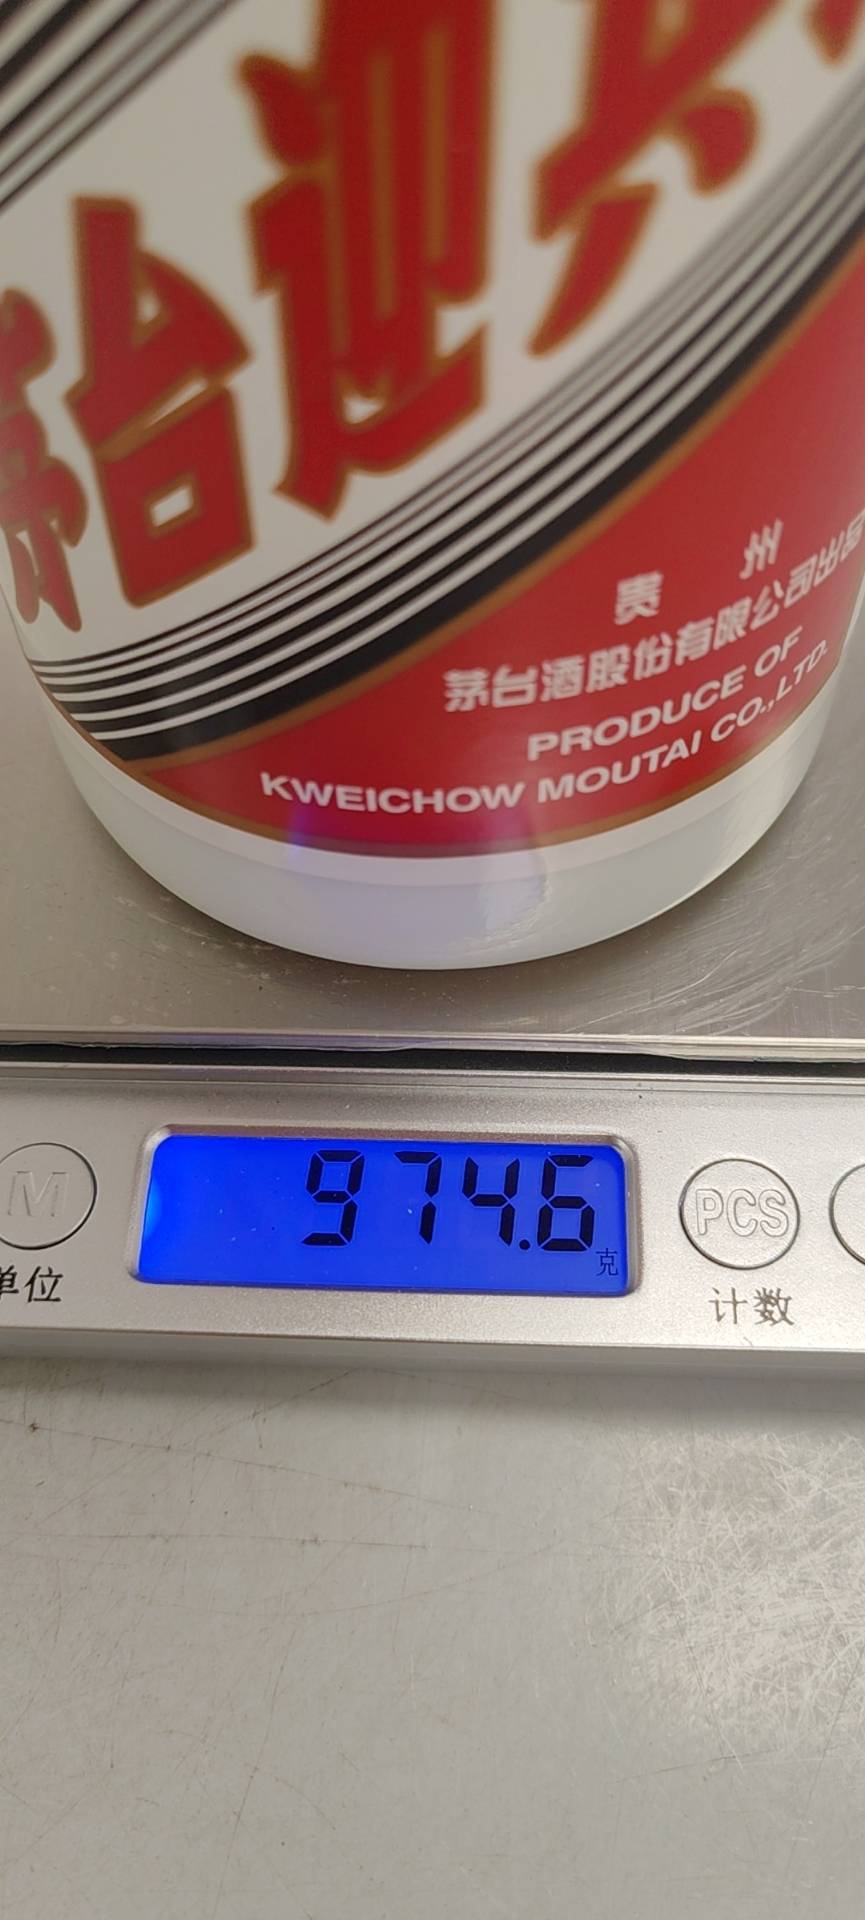 茅台迎宾
贵州
茅台酒股份有限公司出品
PRODUCE OF
KWEICHOW MOUTAI CO.,LTD.
974.6
克
M
PCS
单位
计数